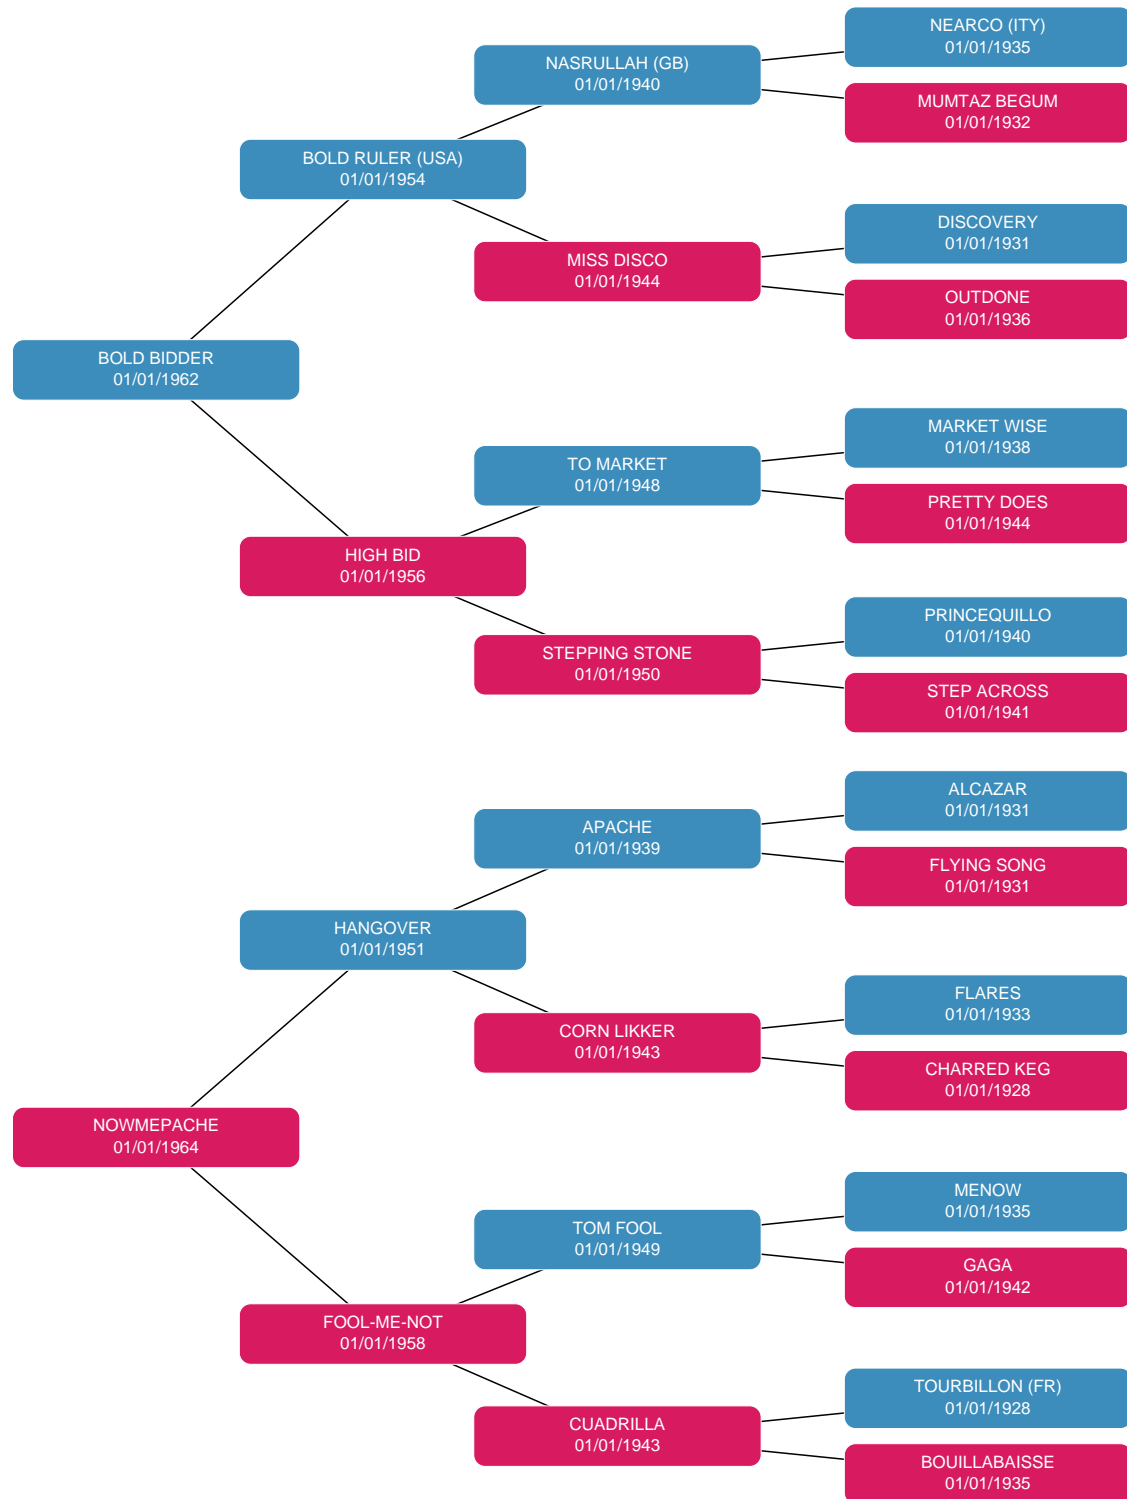 NEARCO (ITY)
01/01/1935
NASRULLAH (GB)
01/01/1940
MUMTAZ BEGUM
01/01/1932
BOLD RULER (USA)
01/01/1954
DISCOVERY
01/01/1931
MISS DISCO
01/01/1944
OUTDONE
01/01/1936
BOLD BIDDER
01/01/1962
MARKET WISE
01/01/1938
TO MARKET
01/01/1948
PRETTY DOES
01/01/1944
HIGH BID
01/01/1956
PRINCEQUILLO
01/01/1940
STEPPING STONE
01/01/1950
STEP ACROSS
01/01/1941
ALCAZAR
01/01/1931
APACHE
01/01/1939
FLYING SONG
01/01/1931
HANGOVER
01/01/1951
FLARES
01/01/1933
CORN LIKKER
01/01/1943
CHARRED KEG
01/01/1928
NOWMEPACHE
01/01/1964
MENOW
01/01/1935
TOM FOOL
01/01/1949
GAGA
01/01/1942
FOOL-ME-NOT
01/01/1958
TOURBILLON (FR)
01/01/1928
CUADRILLA
01/01/1943
BOUILLABAISSE
01/01/1935